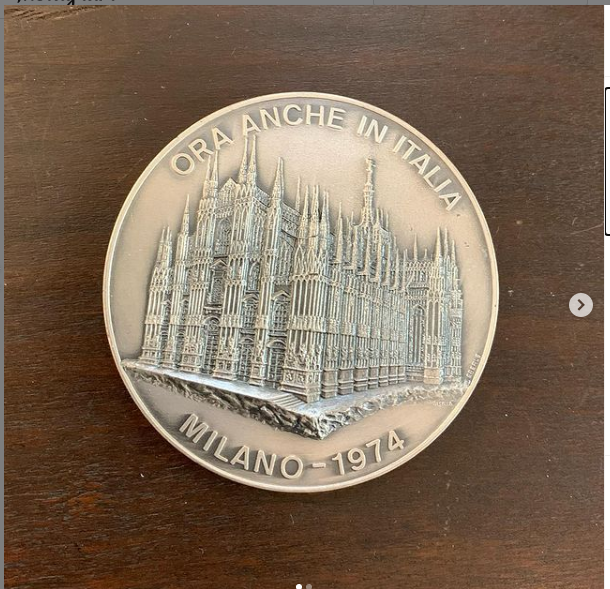 ORA ANCHE IN ITALIA
MILANO - 1974